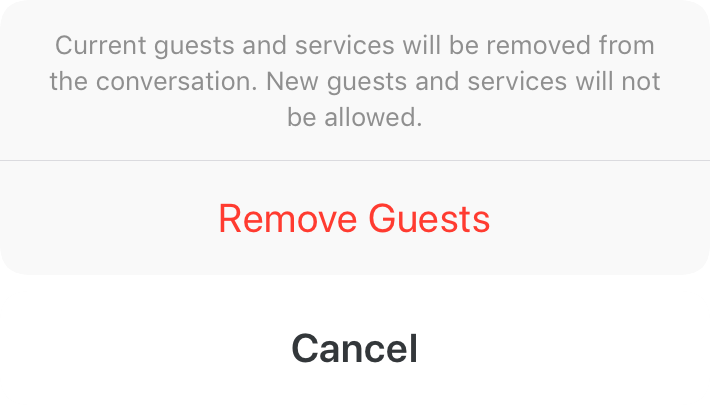 Current guests and services will be removed from
the conversation. New guests and services will not
be allowed.
Remove Guests
Cancel